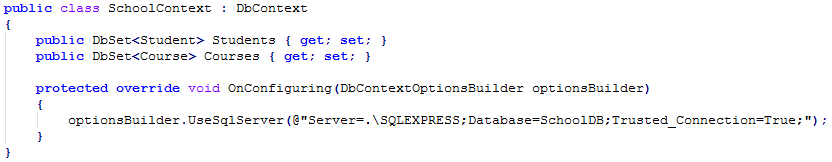 public class SchoolContext : DbContext
{
    public DbSet<Student> Students { get; set; }
    public DbSet<Course> Courses { get; set; }

    protected override void OnConfiguring(DbContextOptionsBuilder optionsBuilder)
    {
        optionsBuilder.UseSqlServer(@"Server=.\SQLEXPRESS;Database=SchoolDB;Trusted_Connection=True;");
    }
}